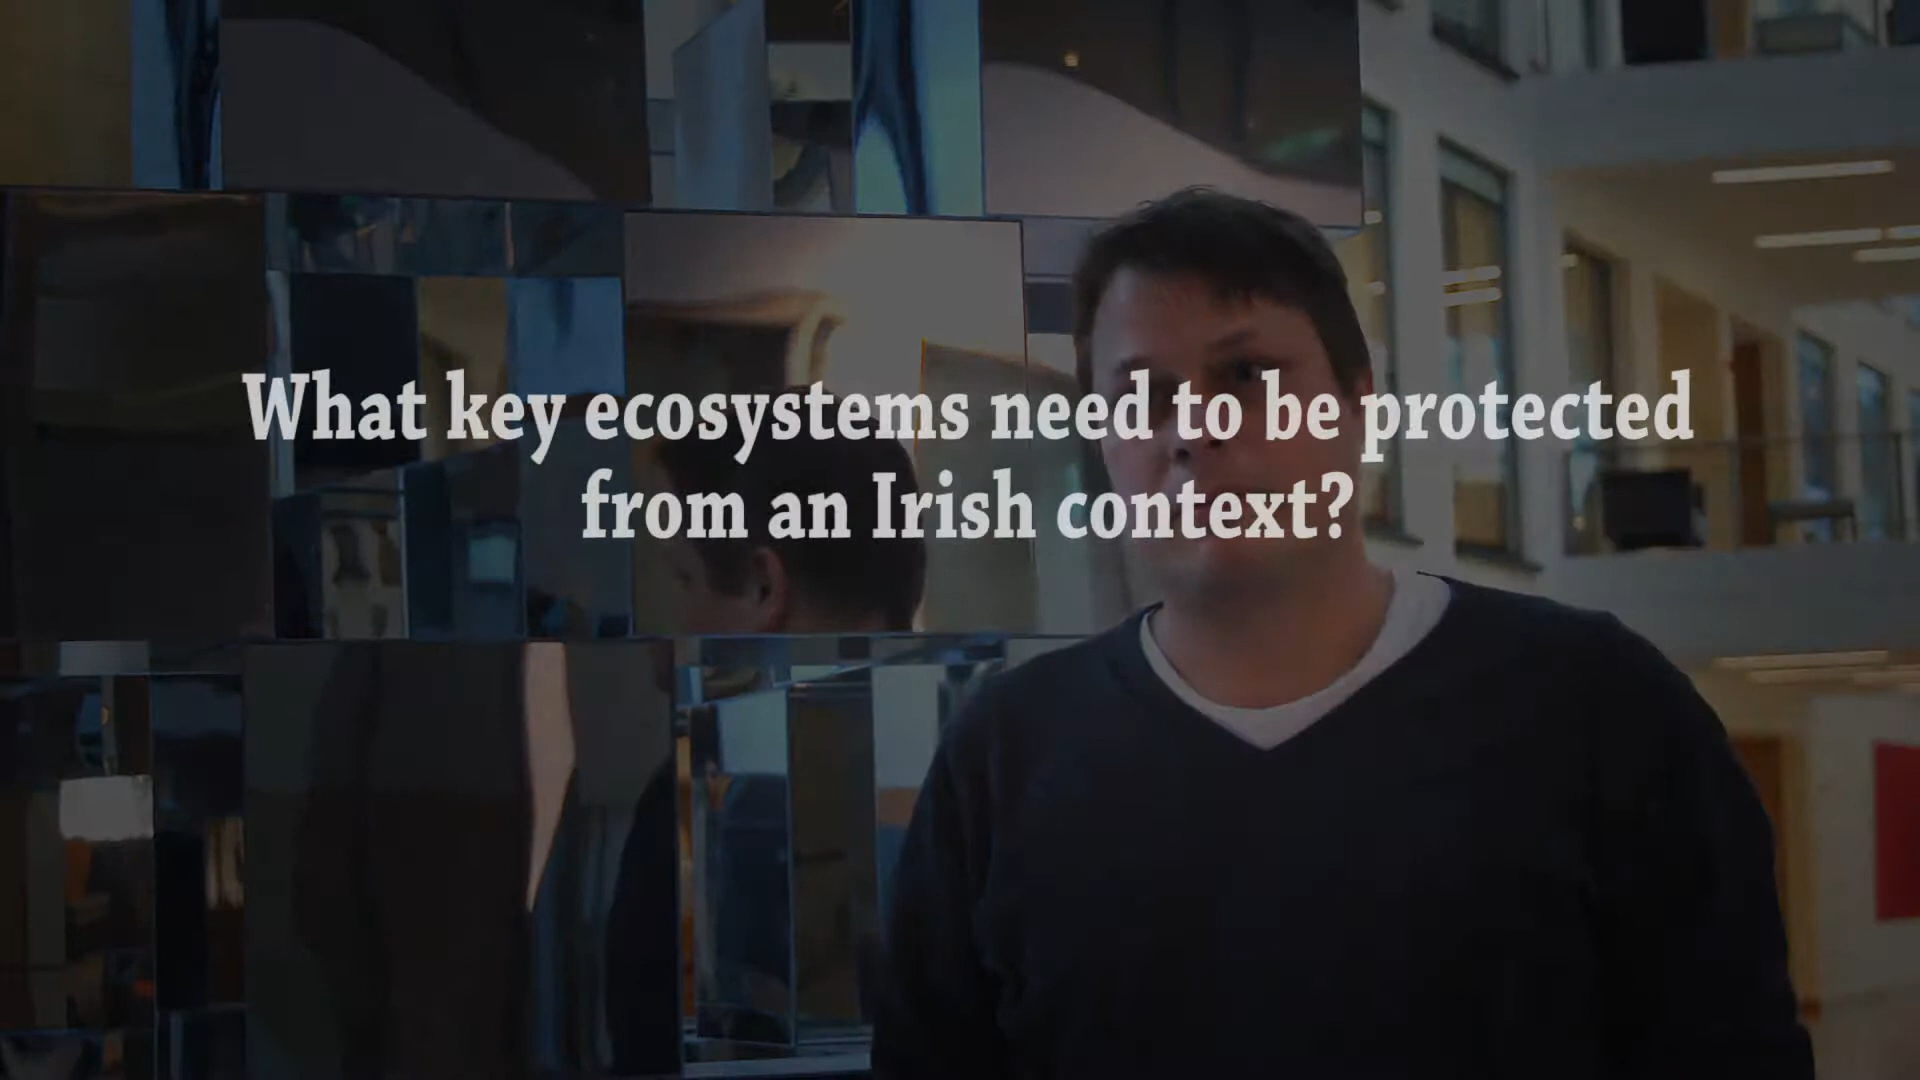 What key ecosystems need to be protected
from an Irish context?